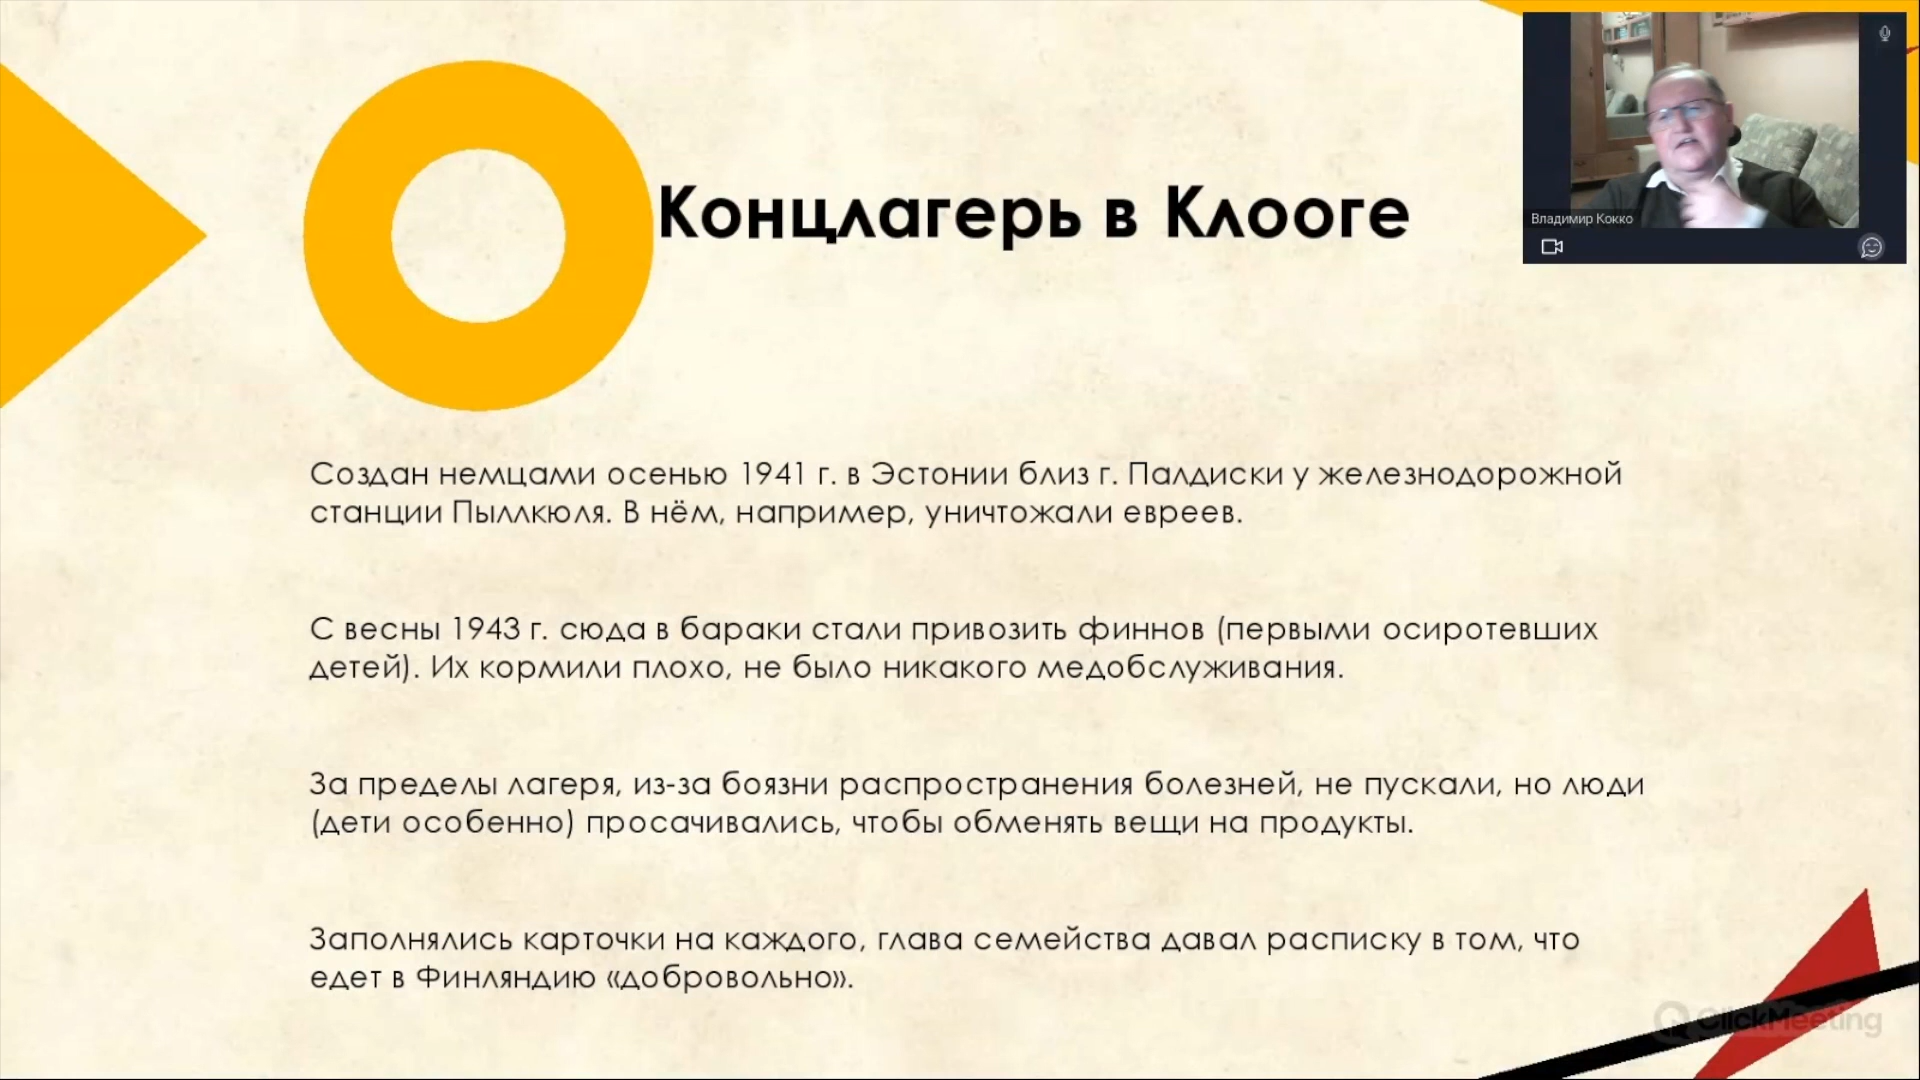 Концлагерь в Клооге
Владимир Кокко
Создан немцами осенью 1941 г. в Эстонии близ г. Палдиски у железнодорожной
станции Пыллкюля. В нём, например, уничтожали евреев.
С весны 1943 г. сюда в бараки стали привозить финнов (первыми осиротевших
детей). Их кормили плохо, не было никакого медобслуживания.
За пределы лагеря, из-за боязни распространения болезней, не пускали, но люди
(дети особенно) просачивались, чтобы обменять вещи на продукты.
Заполнялись карточки на каждого, глава семейства давал расписку в том, что
едет в Финляндию «добровольно».
ClickMeeting